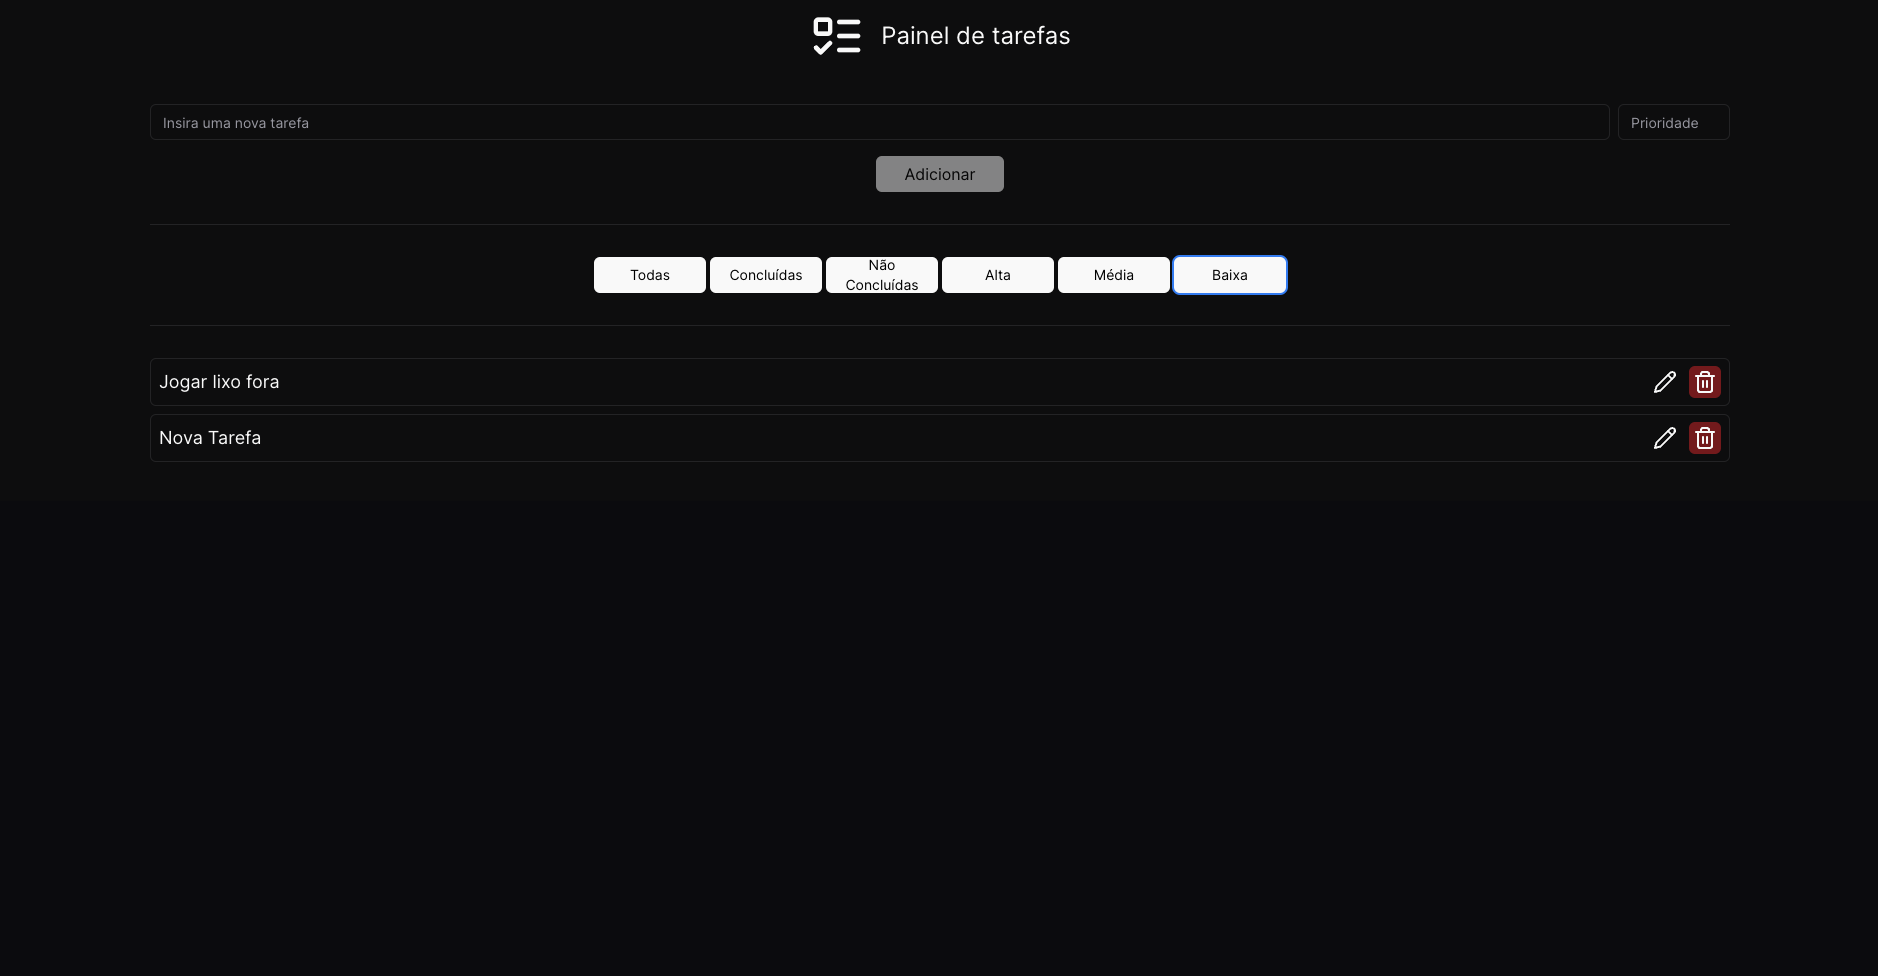 Painel de tarefas
Insira uma nova tarefa
Prioridade
Adicionar
Todas
Concluídas
Não
Concluídas
Alta
Média
Baixa
Jogar lixo fora
Nova Tarefa